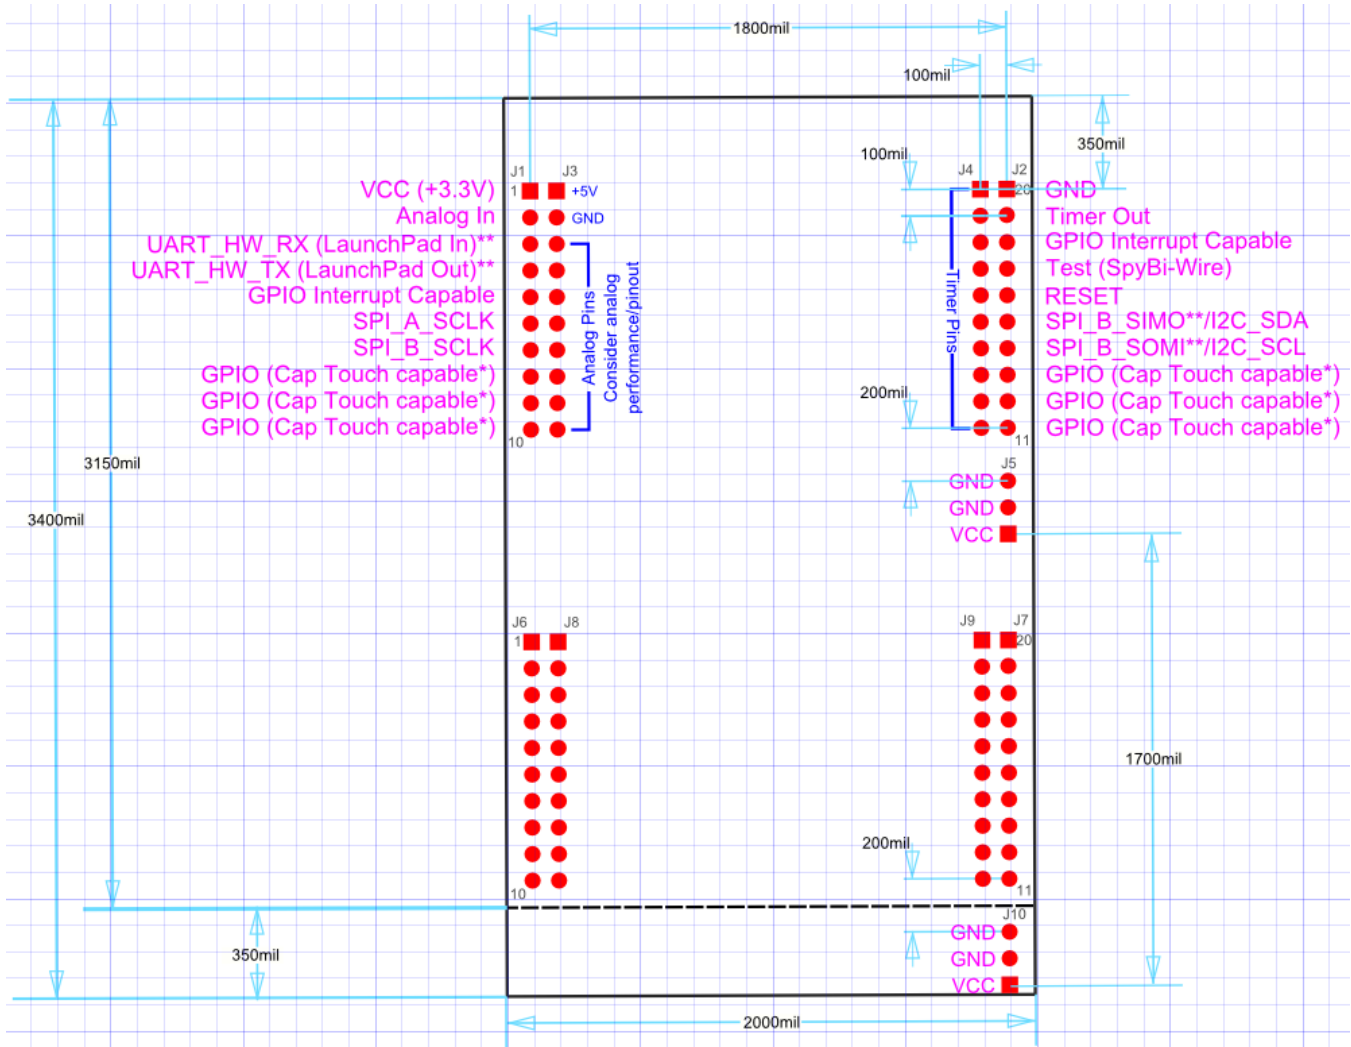 1800mil
100mil
350mil
100mil
J1
J3
J4
J2
VCC (+3.3V)
1
+5V
20
GND
Analog In
GND
Timer Out
UART_HW_RX (LaunchPad In)**
GPIO Interrupt Capable
UART_HW_TX (LaunchPad Out)**
Test (SpyBi-Wire)
GPIO Interrupt Capable
RESET
SPI_A_SCLK
SPI_B_SIMO**/I2C_SDA
SPI_B_SCLK
SPI_B_SOMI**/I2C_SCL
GPIO (Cap Touch capable*)
GPIO (Cap Touch capable*)
GPIO (Cap Touch capable*)
GPIO (Cap Touch capable*)
GPIO (Cap Touch capable*)
GPIO (Cap Touch capable*)
Analog Pins
Consider analog
performance/pinout
Timer Pins
200mil
10
11
3150mil
J5
GND
GND
VCC
3400mil
J6
J8
J9
J7
1
20
1700mil
200mil
10
11
J10
GND
GND
VCC
350mil
2000mil